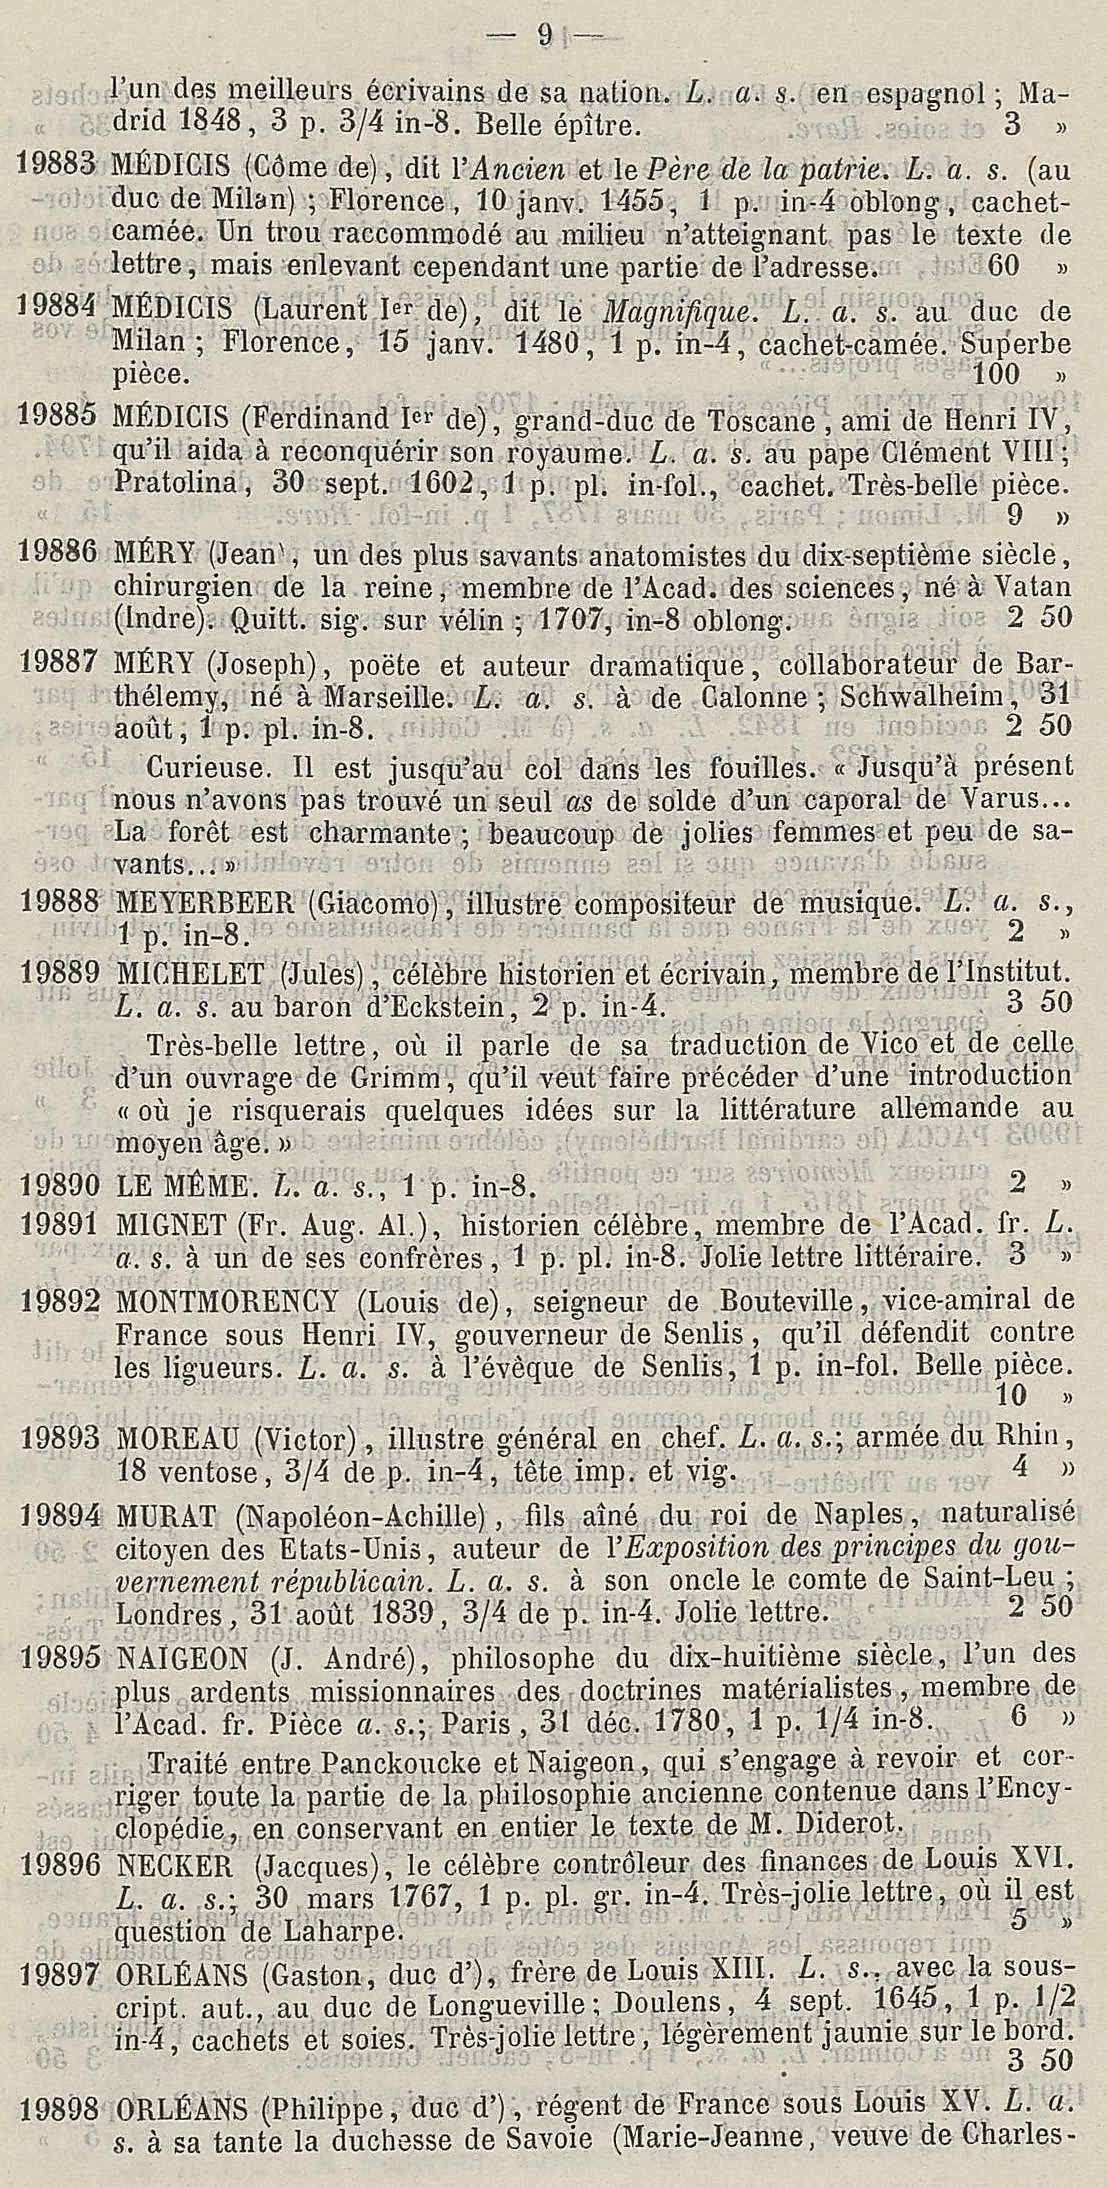 — 9 —
l'un des meilleurs écrivains de sa nation. L. a. s. en espagnol; Ma-
drid 1848, 3 p. 3/4 in-8. Belle épître. 3 »
19883 MÉDICIS (Côme de), dit l'Ancien et le Père de la patrie. L. a. s. (au
duc de Milan); Florence, 10 janv. 1455, 1 p. in-4 oblong, cachet-
camée. Un trou raccommodé au milieu n'atteignant pas le texte de
lettre, mais enlevant cependant une partie de l'adresse. 60 »
19884 MÉDICIS (Laurent Ier de), dit le Magnifique. L. a. s. au duc de
Milan; Florence, 15 janv. 1480, 1 p. in-4, cachet-camée. Superbe
pièce. 100 »
19885 MÉDICIS (Ferdinand Ier de), grand-duc de Toscane, ami de Henri IV,
qu'il aida à reconquérir son royaume. L. a. s. au pape Clément VIII;
Pratolina, 30 sept. 1602, 1 p. pl. in-fol., cachet. Très-belle pièce.
9 »
19886 MÉRY (Jean), un des plus savants anatomistes du dix-septième siècle,
chirurgien de la reine, membre de l'Acad. des sciences, né à Vatan
(Indre). Quitt. sig. sur vélin; 1707, in-8 oblong. 2 50
19887 MÉRY (Joseph), poëte et auteur dramatique, collaborateur de Bar-
thélemy, né à Marseille. L. a. s. à de Calonne; Schwalheim, 31
août, 1 p. pl. in-8. 2 50
Curieuse. Il est jusqu'au col dans les fouilles. « Jusqu'à présent
nous n'avons pas trouvé un seul as de solde d'un caporal de Varus...
La forêt est charmante; beaucoup de jolies femmes et peu de sa-
vants... »
19888 MEYERBEER (Giacomo), illustre compositeur de musique. L. a. s.,
1 p. in-8. 2 »
19889 MICHELET (Jules), célèbre historien et écrivain, membre de l'Institut.
L. a. s. au baron d'Eckstein, 2 p. in-4. 3 50
Très-belle lettre, où il parle de sa traduction de Vico et de celle
d'un ouvrage de Grimm, qu'il veut faire précéder d'une introduction
« où je risquerais quelques idées sur la littérature allemande au
moyen âge. »
19890 LE MÊME. L. a. s., 1 p. in-8. 2 »
19891 MIGNET (Fr. Aug. Al.), historien célèbre, membre de l'Acad. fr. L.
a. s. à un de ses confrères, 1 p. pl. in-8. Jolie lettre littéraire. 3 »
19892 MONTMORENCY (Louis de), seigneur de Bouteville, vice-amiral de
France sous Henri IV, gouverneur de Senlis, qu'il défendit contre
les ligueurs. L. a. s. à l'évèque de Senlis, 1 p. in-fol. Belle pièce.
10 »
19893 MOREAU (Victor), illustre général en chef. L. a. s.; armée du Rhin,
18 ventose, 3/4 de p. in-4, tête imp. et vig. 4 »
19894 MURAT (Napoléon-Achille), fils aîné du roi de Naples, naturalisé
citoyen des Etats-Unis, auteur de l'Exposition des principes du gou-
vernement républicain. L. a. s. à son oncle le comte de Saint-Leu;
Londres, 31 août 1839, 3/4 de p. in-4. Jolie lettre. 2 50
19895 NAIGEON (J. André), philosophe du dix-huitième siècle, l'un des
plus ardents missionnaires des doctrines matérialistes, membre de
l'Acad. fr. Pièce a. s.; Paris, 31 déc. 1780, 1 p. 1/4 in-8. 6 »
Traité entre Panckoucke et Naigeon, qui s'engage à revoir et cor-
riger toute la partie de la philosophie ancienne contenue dans l'Ency-
clopédie, en conservant en entier le texte de M. Diderot.
19896 NECKER (Jacques), le célèbre contrôleur des finances de Louis XVI.
L. a. s.; 30 mars 1767, 1 p. pl. gr. in-4. Très-jolie lettre, où il est
question de Laharpe. 5 »
19897 ORLÉANS (Gaston, duc d'), frère de Louis XIII. L. s., avec la sous-
cript. aut., au duc de Longueville; Doulens, 4 sept. 1645, 1 p. 1/2
in-4, cachets et soies. Très-jolie lettre, légèrement jaunie sur le bord.
3 50
19898 ORLÉANS (Philippe, duc d'), régent de France sous Louis XV. L. a.
s. à sa tante la duchesse de Savoie (Marie-Jeanne, veuve de Charles-